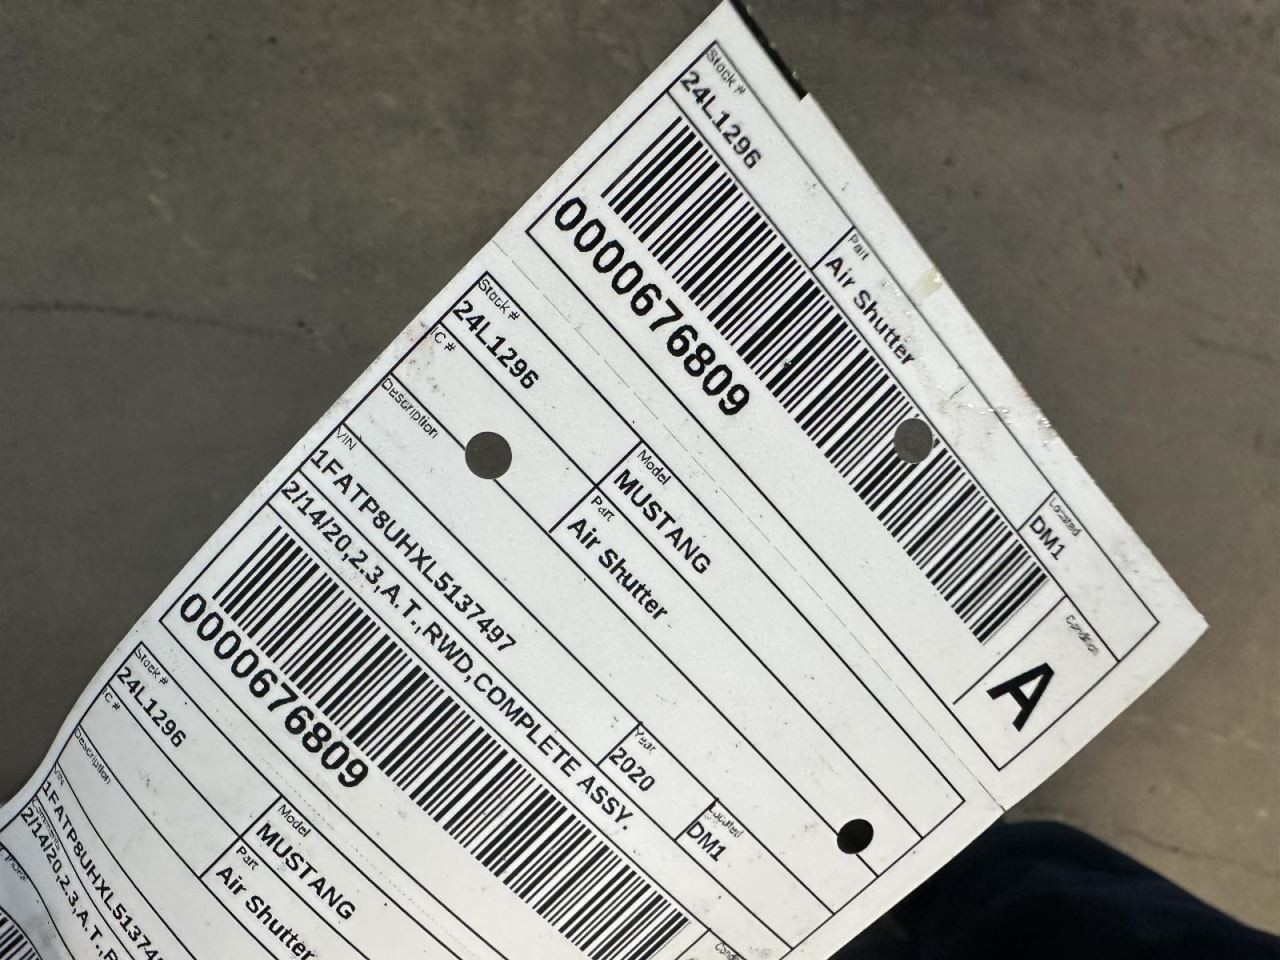 Stock #
24L1296
Part
Air Shutter
Located
DM1
0000676809
Condition
A
Stock #
24L1296
Model
MUSTANG
Year
2020
IC #
Part
Air Shutter
Located
DM1
Description
VIN
1FATP8UHXL5137497
2/14/20,2.3,A.T.,RWD,COMPLETE ASSY.
0000676809
Stock #
24L1296
Model
MUSTANG
IC #
Part
Air Shutter
Description
VIN
1FATP8UHXL51374
2/14/20,2.3,A.T.,